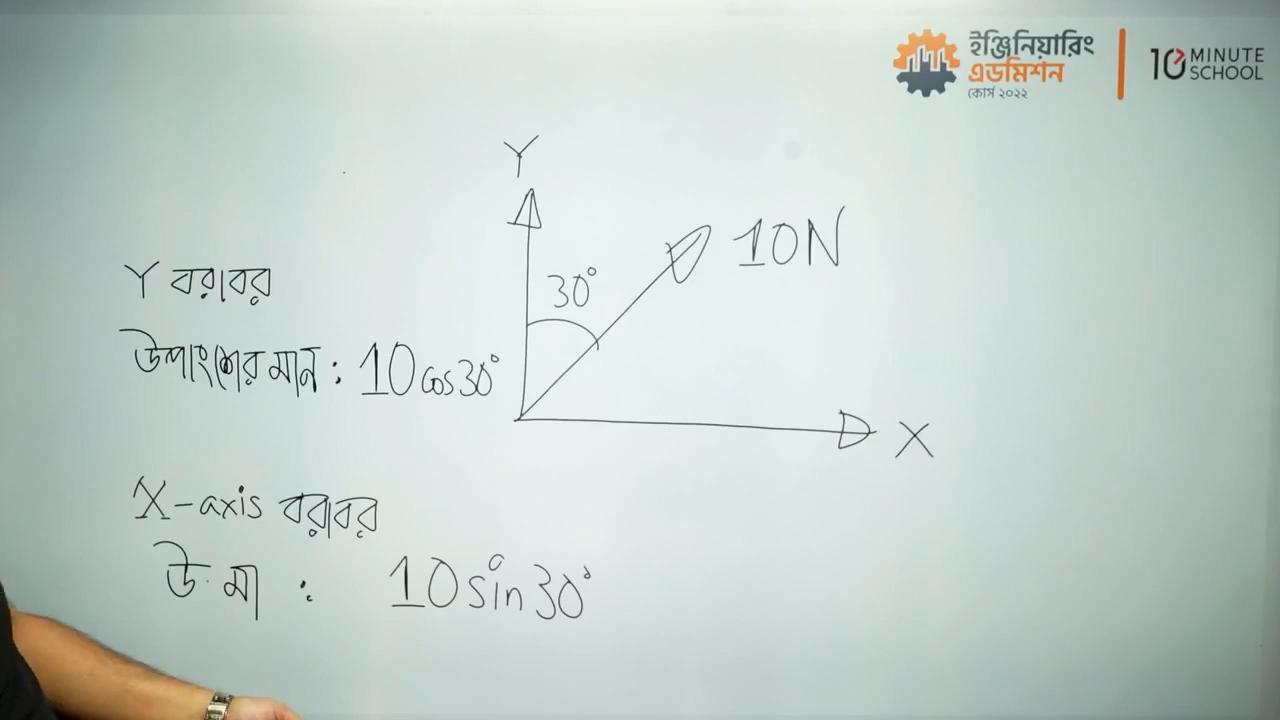 ইঞ্জিনিয়ারিং
এডমিশন
কোর্স ২০২২
10 MINUTE
SCHOOL
Y
10N
30°
Y বরাবর
উপাংশের মান : 10 cos 30°
X
X-axis বরাবর
উ. মা : 10 sin 30°